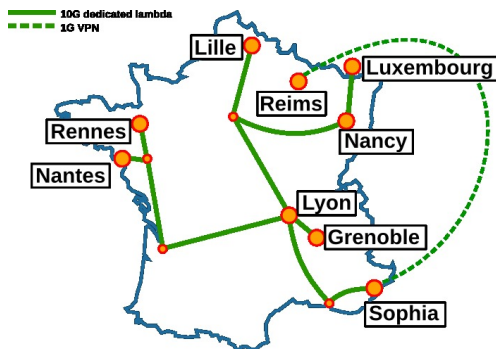 10G dedicated lambda
1G VPN
Lille
Luxembourg
Reims
Rennes
Nancy
Nantes
Lyon
Grenoble
Sophia